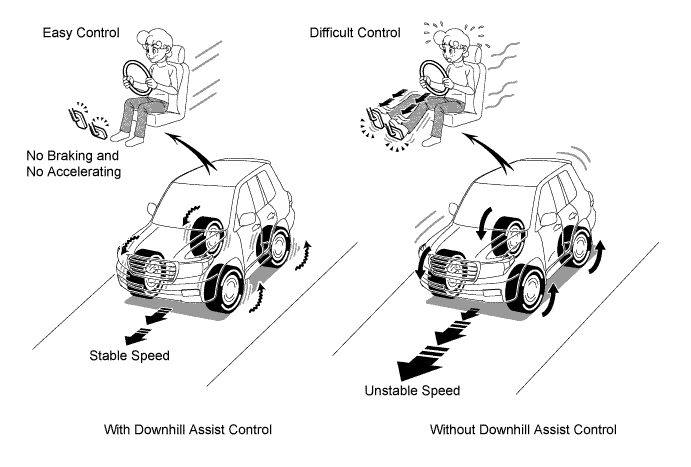 Easy Control
Difficult Control
No Braking and
No Accelerating
Stable Speed
Unstable Speed
With Downhill Assist Control
Without Downhill Assist Control